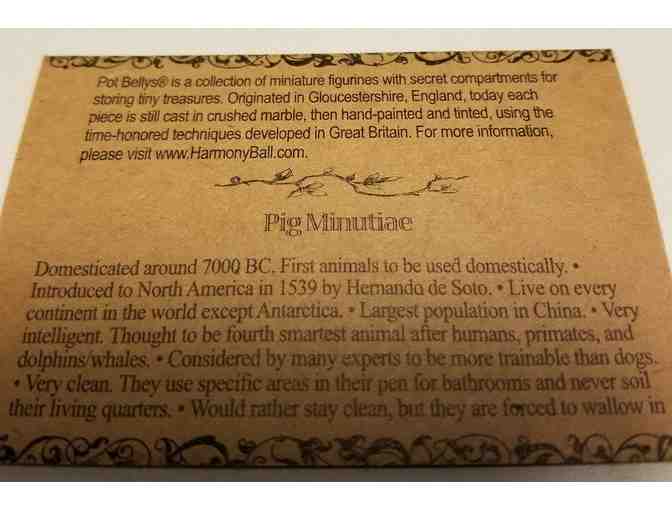 Pot Bellys® is a collection of miniature figurines with secret compartments for
storing tiny treasures. Originated in Gloucestershire, England, today each
piece is still cast in crushed marble, then hand-painted and tinted, using the
time-honored techniques developed in Great Britain. For more information,
please visit www.HarmonyBall.com.
Pig Minutiae
Domesticated around 7000 BC. First animals to be used domestically. •
Introduced to North America in 1539 by Hernando de Soto. • Live on every
continent in the world except Antarctica. • Largest population in China. • Very
intelligent. Thought to be fourth smartest animal after humans, primates, and
dolphins/whales. • Considered by many experts to be more trainable than dogs.
• Very clean. They use specific areas in their pen for bathrooms and never soil
their living quarters. • Would rather stay clean, but they are forced to wallow in